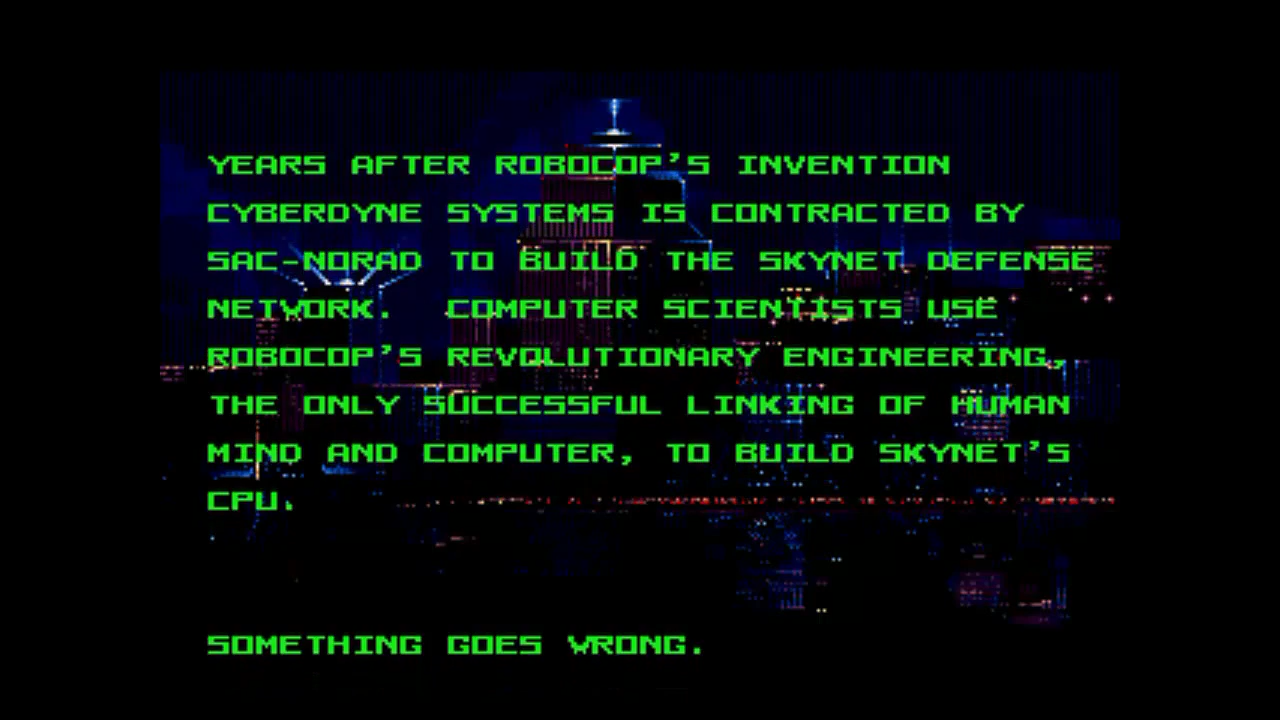 YEARS AFTER ROBOCOP'S INVENTION
CYBERDYNE SYSTEMS IS CONTRACTED BY
SAC-NORAD TO BUILD THE SKYNET DEFENSE
NETWORK.  COMPUTER SCIENTISTS USE
ROBOCOP'S REVOLUTIONARY ENGINEERING,
THE ONLY SUCCESSFUL LINKING OF HUMAN
MIND AND COMPUTER, TO BUILD SKYNET'S
CPU.
SOMETHING GOES WRONG.